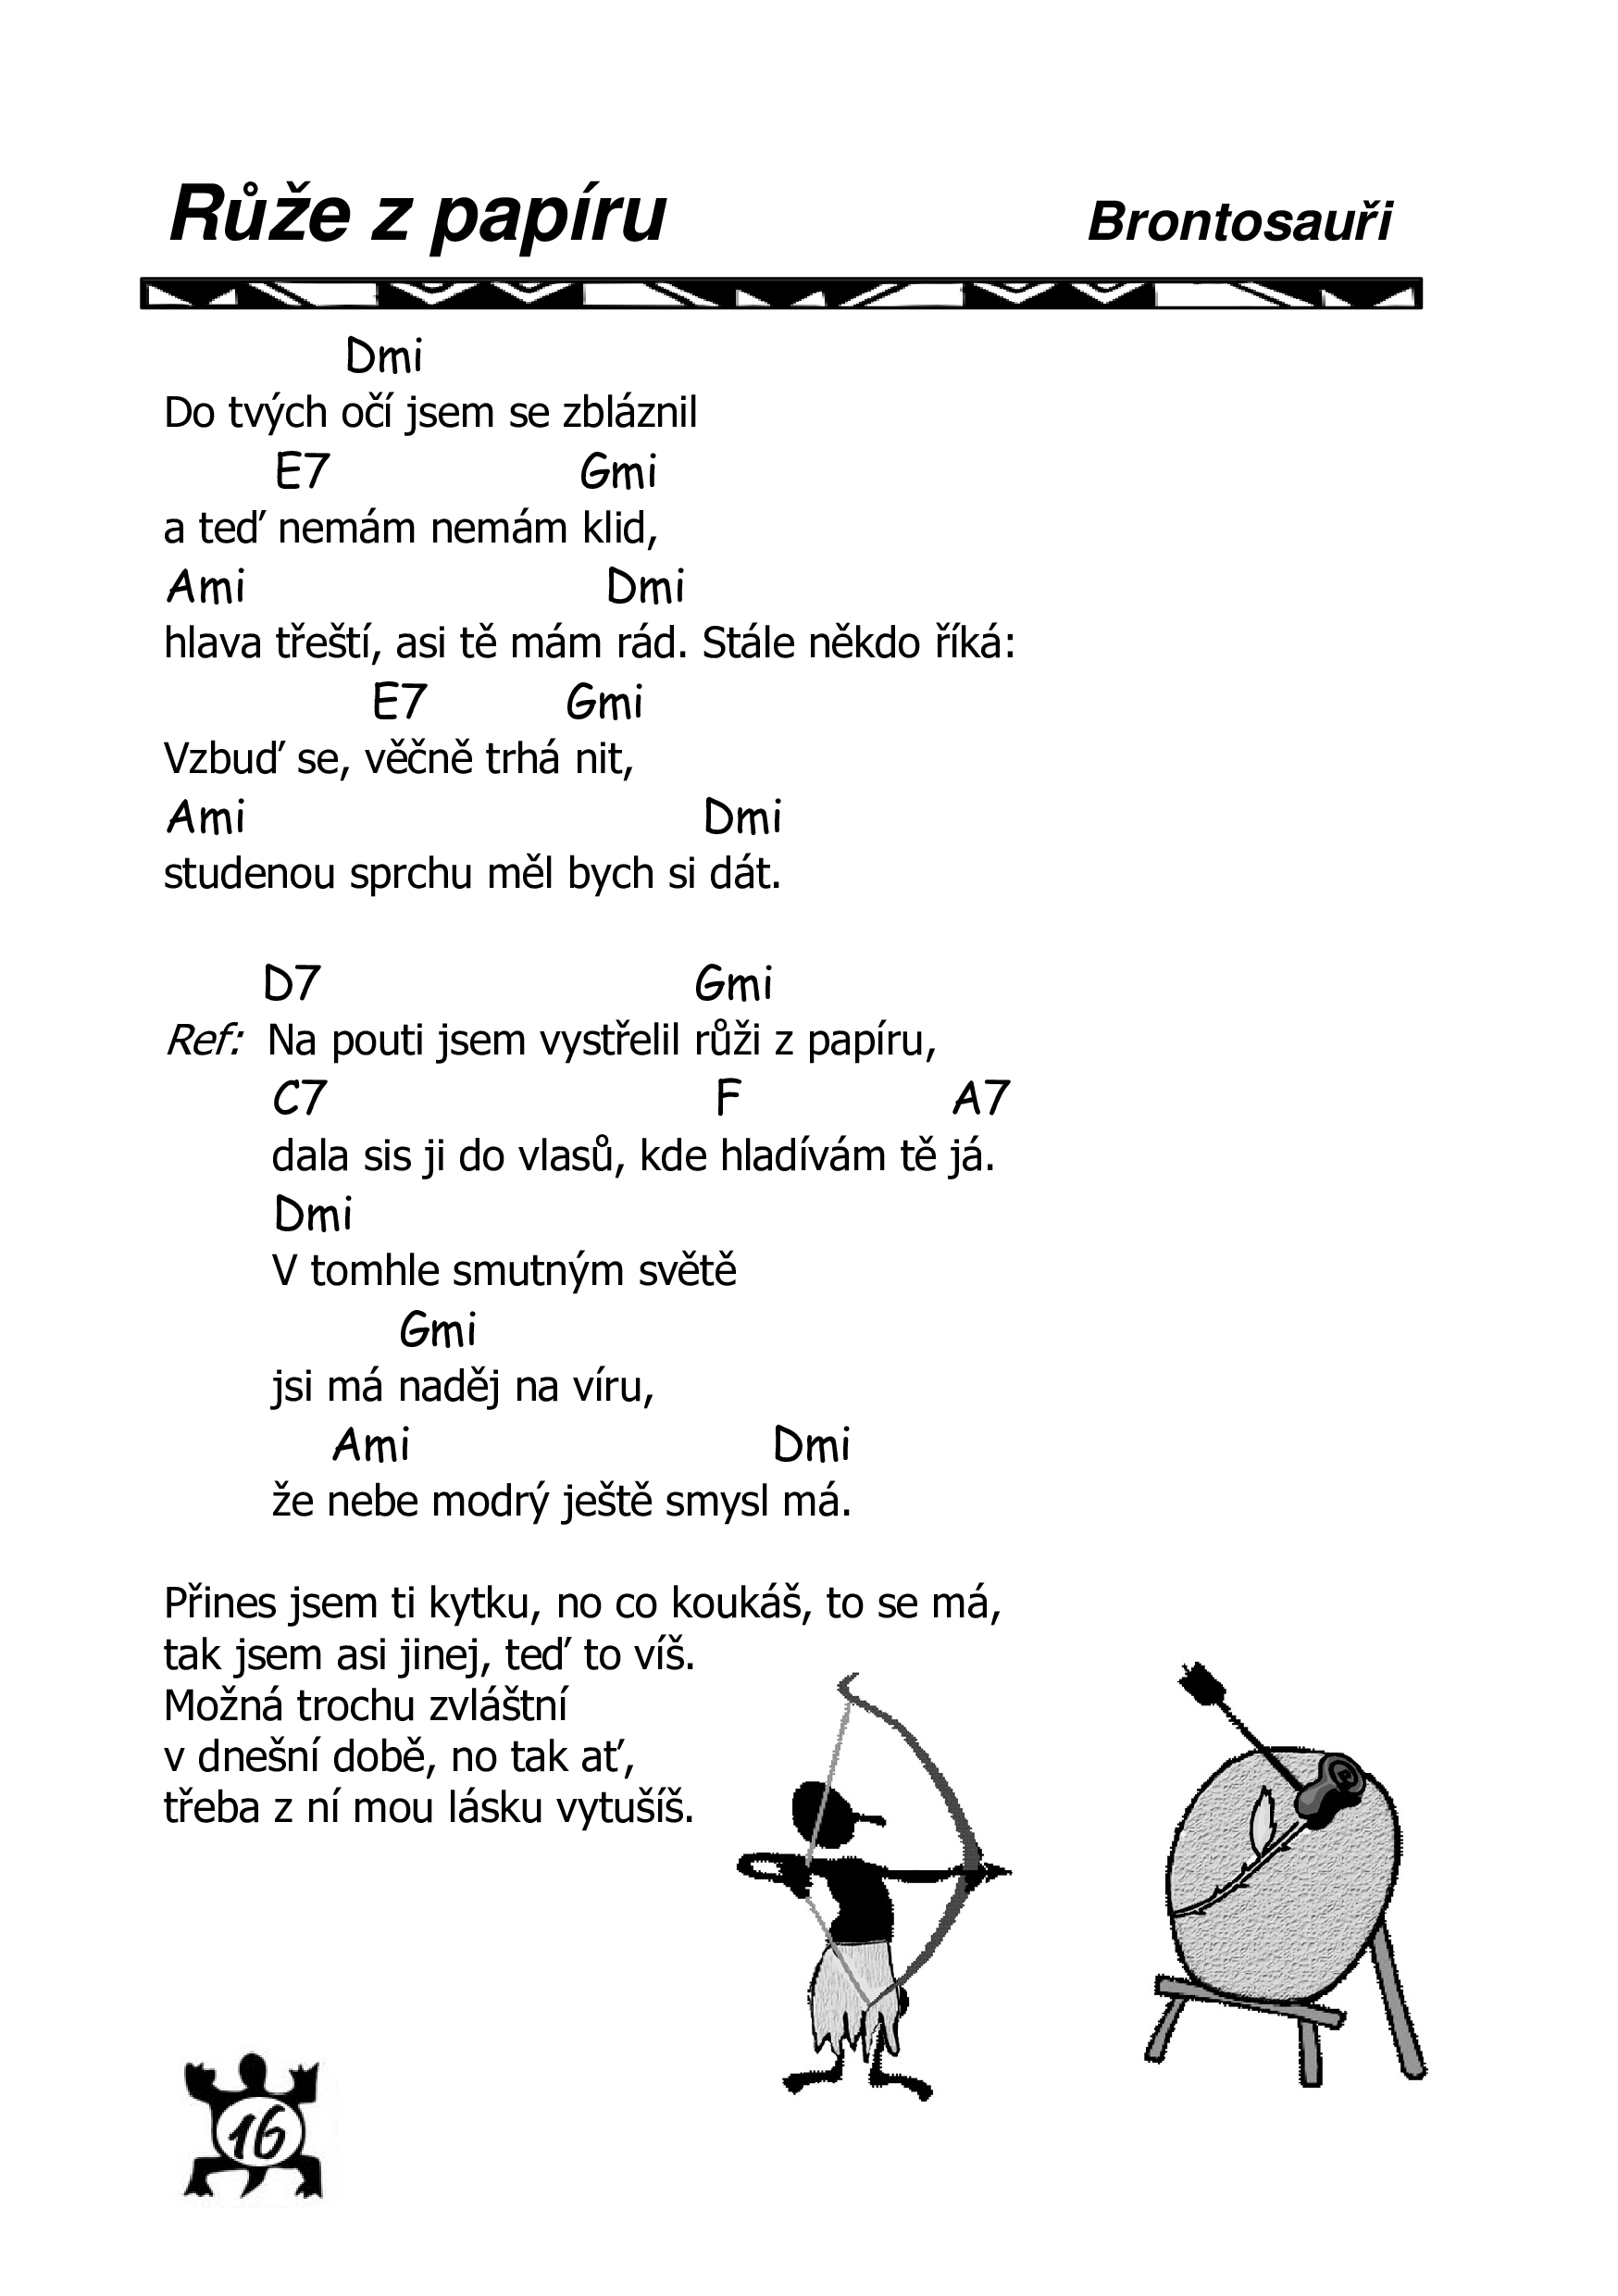 Růže z papíru Brontosauři
Dmi
Do tvých očí jsem se zbláznil
E7 Gmi
a teď nemám nemám klid,
Ami Dmi
hlava třeští, asi tě mám rád. Stále někdo říká:
E7 Gmi
Vzbuď se, věčně trhá nit,
Ami Dmi
studenou sprchu měl bych si dát.
D7 Gmi
Ref: Na pouti jsem vystřelil růži z papíru,
C7 F A7
dala sis ji do vlasů, kde hladívám tě já.
Dmi
V tomhle smutným světě
Gmi
jsi má naděj na víru,
Ami Dmi
že nebe modrý ještě smysl má.
Přines jsem ti kytku, no co koukáš, to se má,
tak jsem asi jinej, teď to víš.
Možná trochu zvláštní
v dnešní době, no tak ať,
třeba z ní mou lásku vytušíš.
16